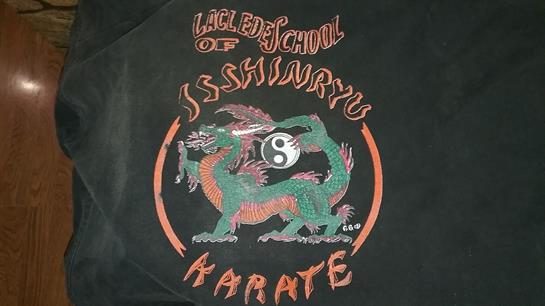 LACLEDE SCHOOL
OF
ISSHINRYU
KARATE